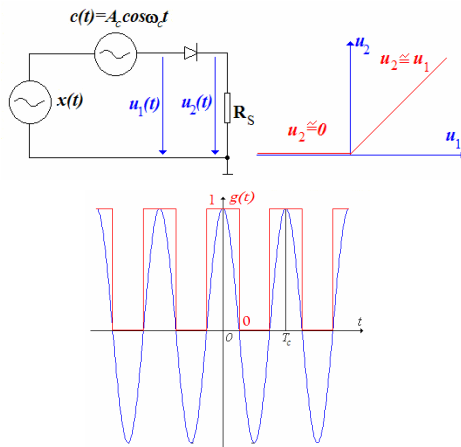 c(t)=A_c cosω_c t
x(t)
u_1(t)
u_2(t)
R_S
u_2
u_2≅u_1
u_2≅0
u_1
1
g(t)
0
O
T_c
t